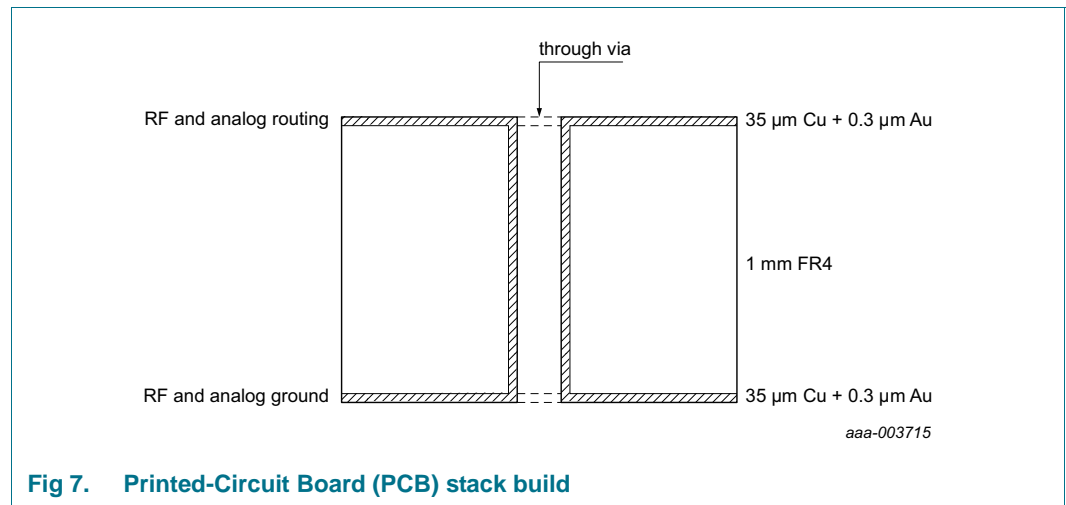 through via
RF and analog routing
35 μm Cu + 0.3 μm Au
1 mm FR4
RF and analog ground
35 μm Cu + 0.3 μm Au
aaa-003715
Fig 7. Printed-Circuit Board (PCB) stack build